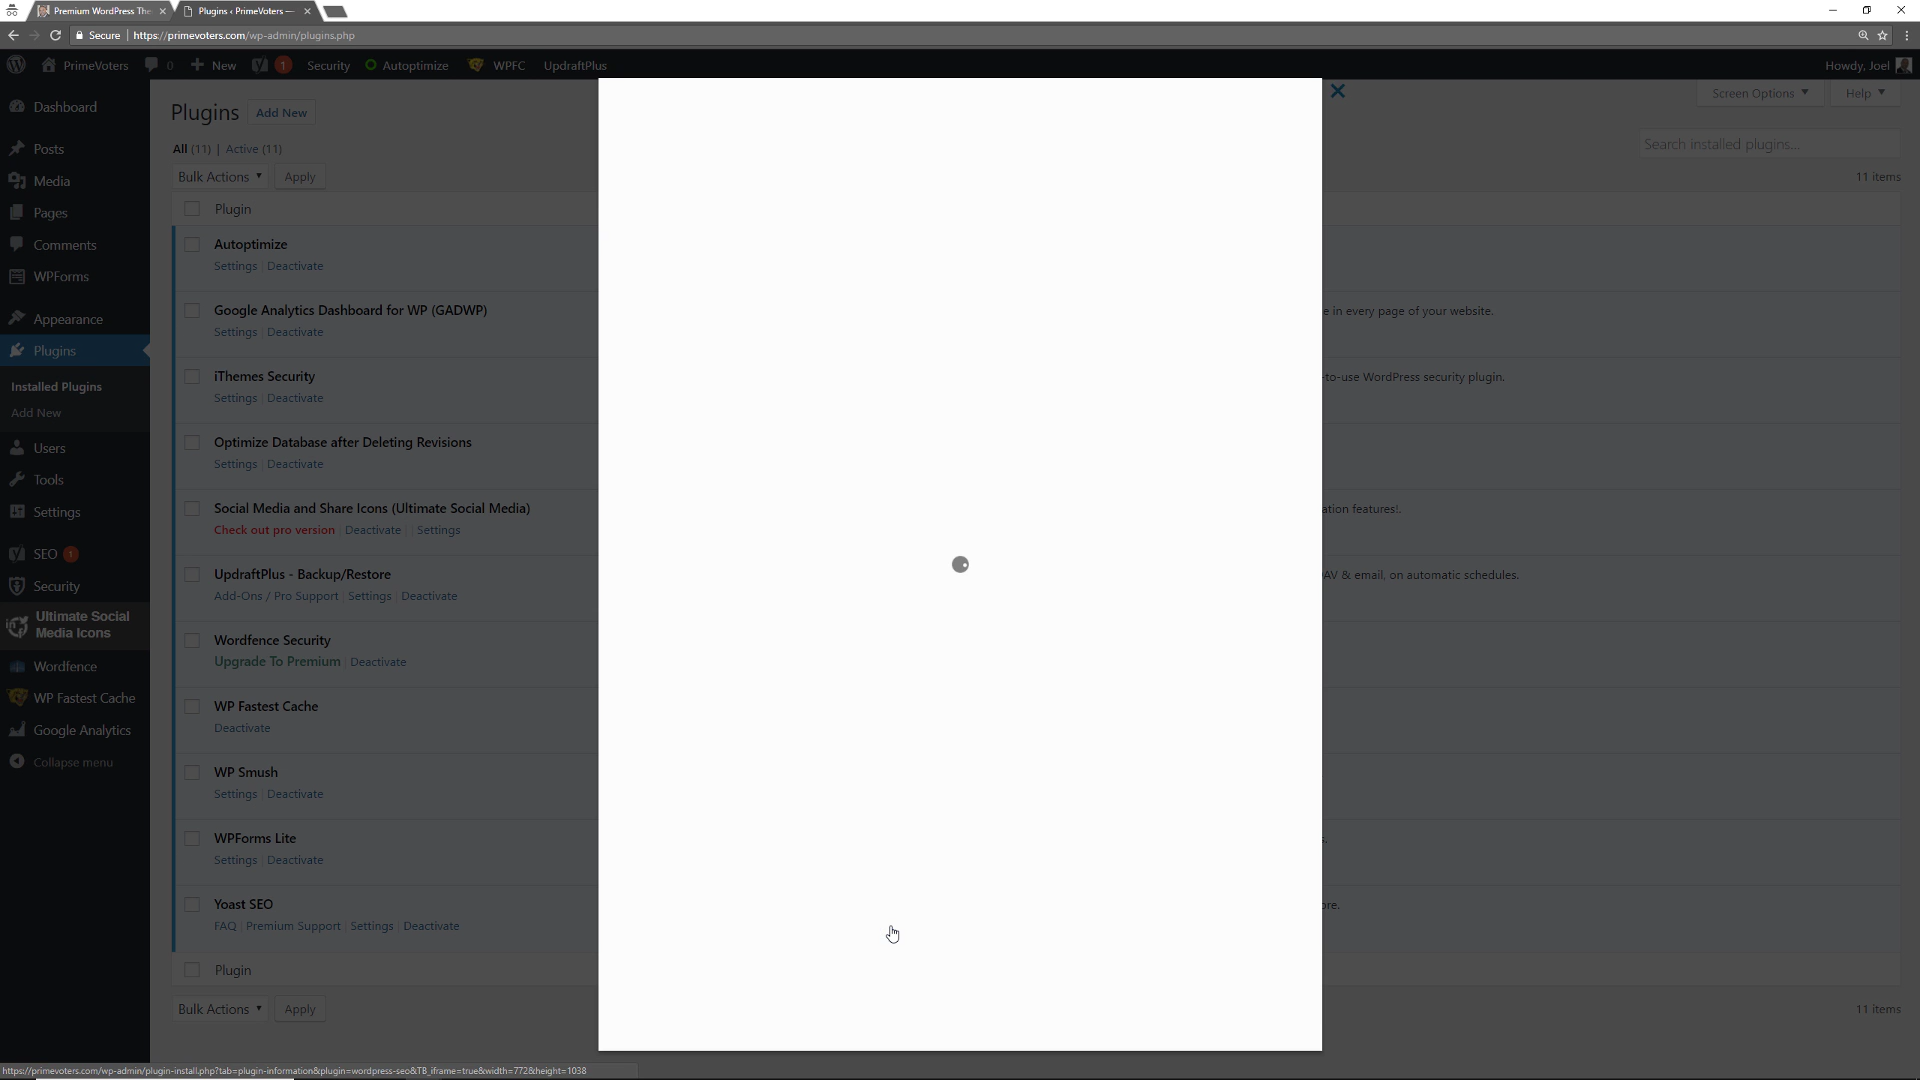 Premium WordPress The
Plugins ‹ PrimeVoters —
Secure
https://primevoters.com/wp-admin/plugins.php
PrimeVoters
0
New
1
Security
Autoptimize
WPFC
UpdraftPlus
Howdy, Joel
Dashboard
Posts
Media
Pages
Comments
WPForms
Appearance
Plugins
Installed Plugins
Add New
Users
Tools
Settings
SEO 1
Security
Ultimate Social
Media Icons
Wordfence
WP Fastest Cache
Google Analytics
Collapse menu
Plugins Add New
Screen Options
Help
All (11) | Active (11)
Search installed plugins...
Bulk Actions Apply
11 items
Plugin
Autoptimize
Settings | Deactivate
Google Analytics Dashboard for WP (GADWP)
e in every page of your website.
Settings | Deactivate
iThemes Security
-to-use WordPress security plugin.
Settings | Deactivate
Optimize Database after Deleting Revisions
Settings | Deactivate
Social Media and Share Icons (Ultimate Social Media)
ation features!.
Check out pro version | Deactivate | | Settings
UpdraftPlus - Backup/Restore
AV & email, on automatic schedules.
Add-Ons / Pro Support | Settings | Deactivate
Wordfence Security
Upgrade To Premium | Deactivate
WP Fastest Cache
Deactivate
WP Smush
Settings | Deactivate
WPForms Lite
s.
Settings | Deactivate
Yoast SEO
ore.
FAQ | Premium Support | Settings | Deactivate
Plugin
Bulk Actions Apply
11 items
https://primevoters.com/wp-admin/plugin-install.php?tab=plugin-information&plugin=wordpress-seo&TB_iframe=true&width=772&height=1038